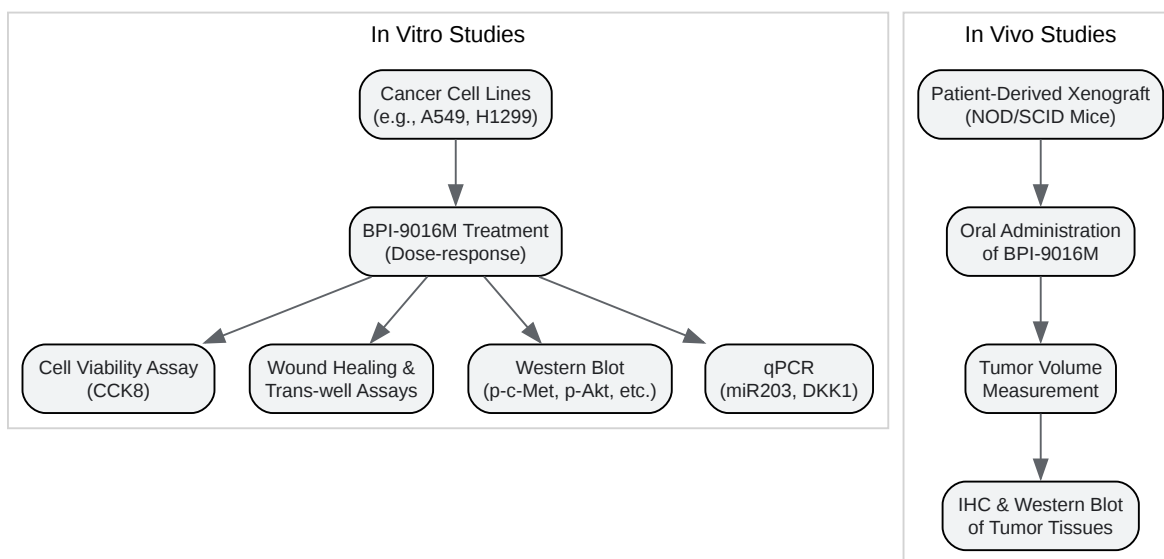 In Vitro Studies
Cancer Cell Lines
(e.g., A549, H1299)
BPI-9016M Treatment
(Dose-response)
Cell Viability Assay
(CCK8)
Wound Healing &
Trans-well Assays
Western Blot
(p-c-Met, p-Akt, etc.)
qPCR
(miR203, DKK1)
In Vivo Studies
Patient-Derived Xenograft
(NOD/SCID Mice)
Oral Administration
of BPI-9016M
Tumor Volume
Measurement
IHC & Western Blot
of Tumor Tissues